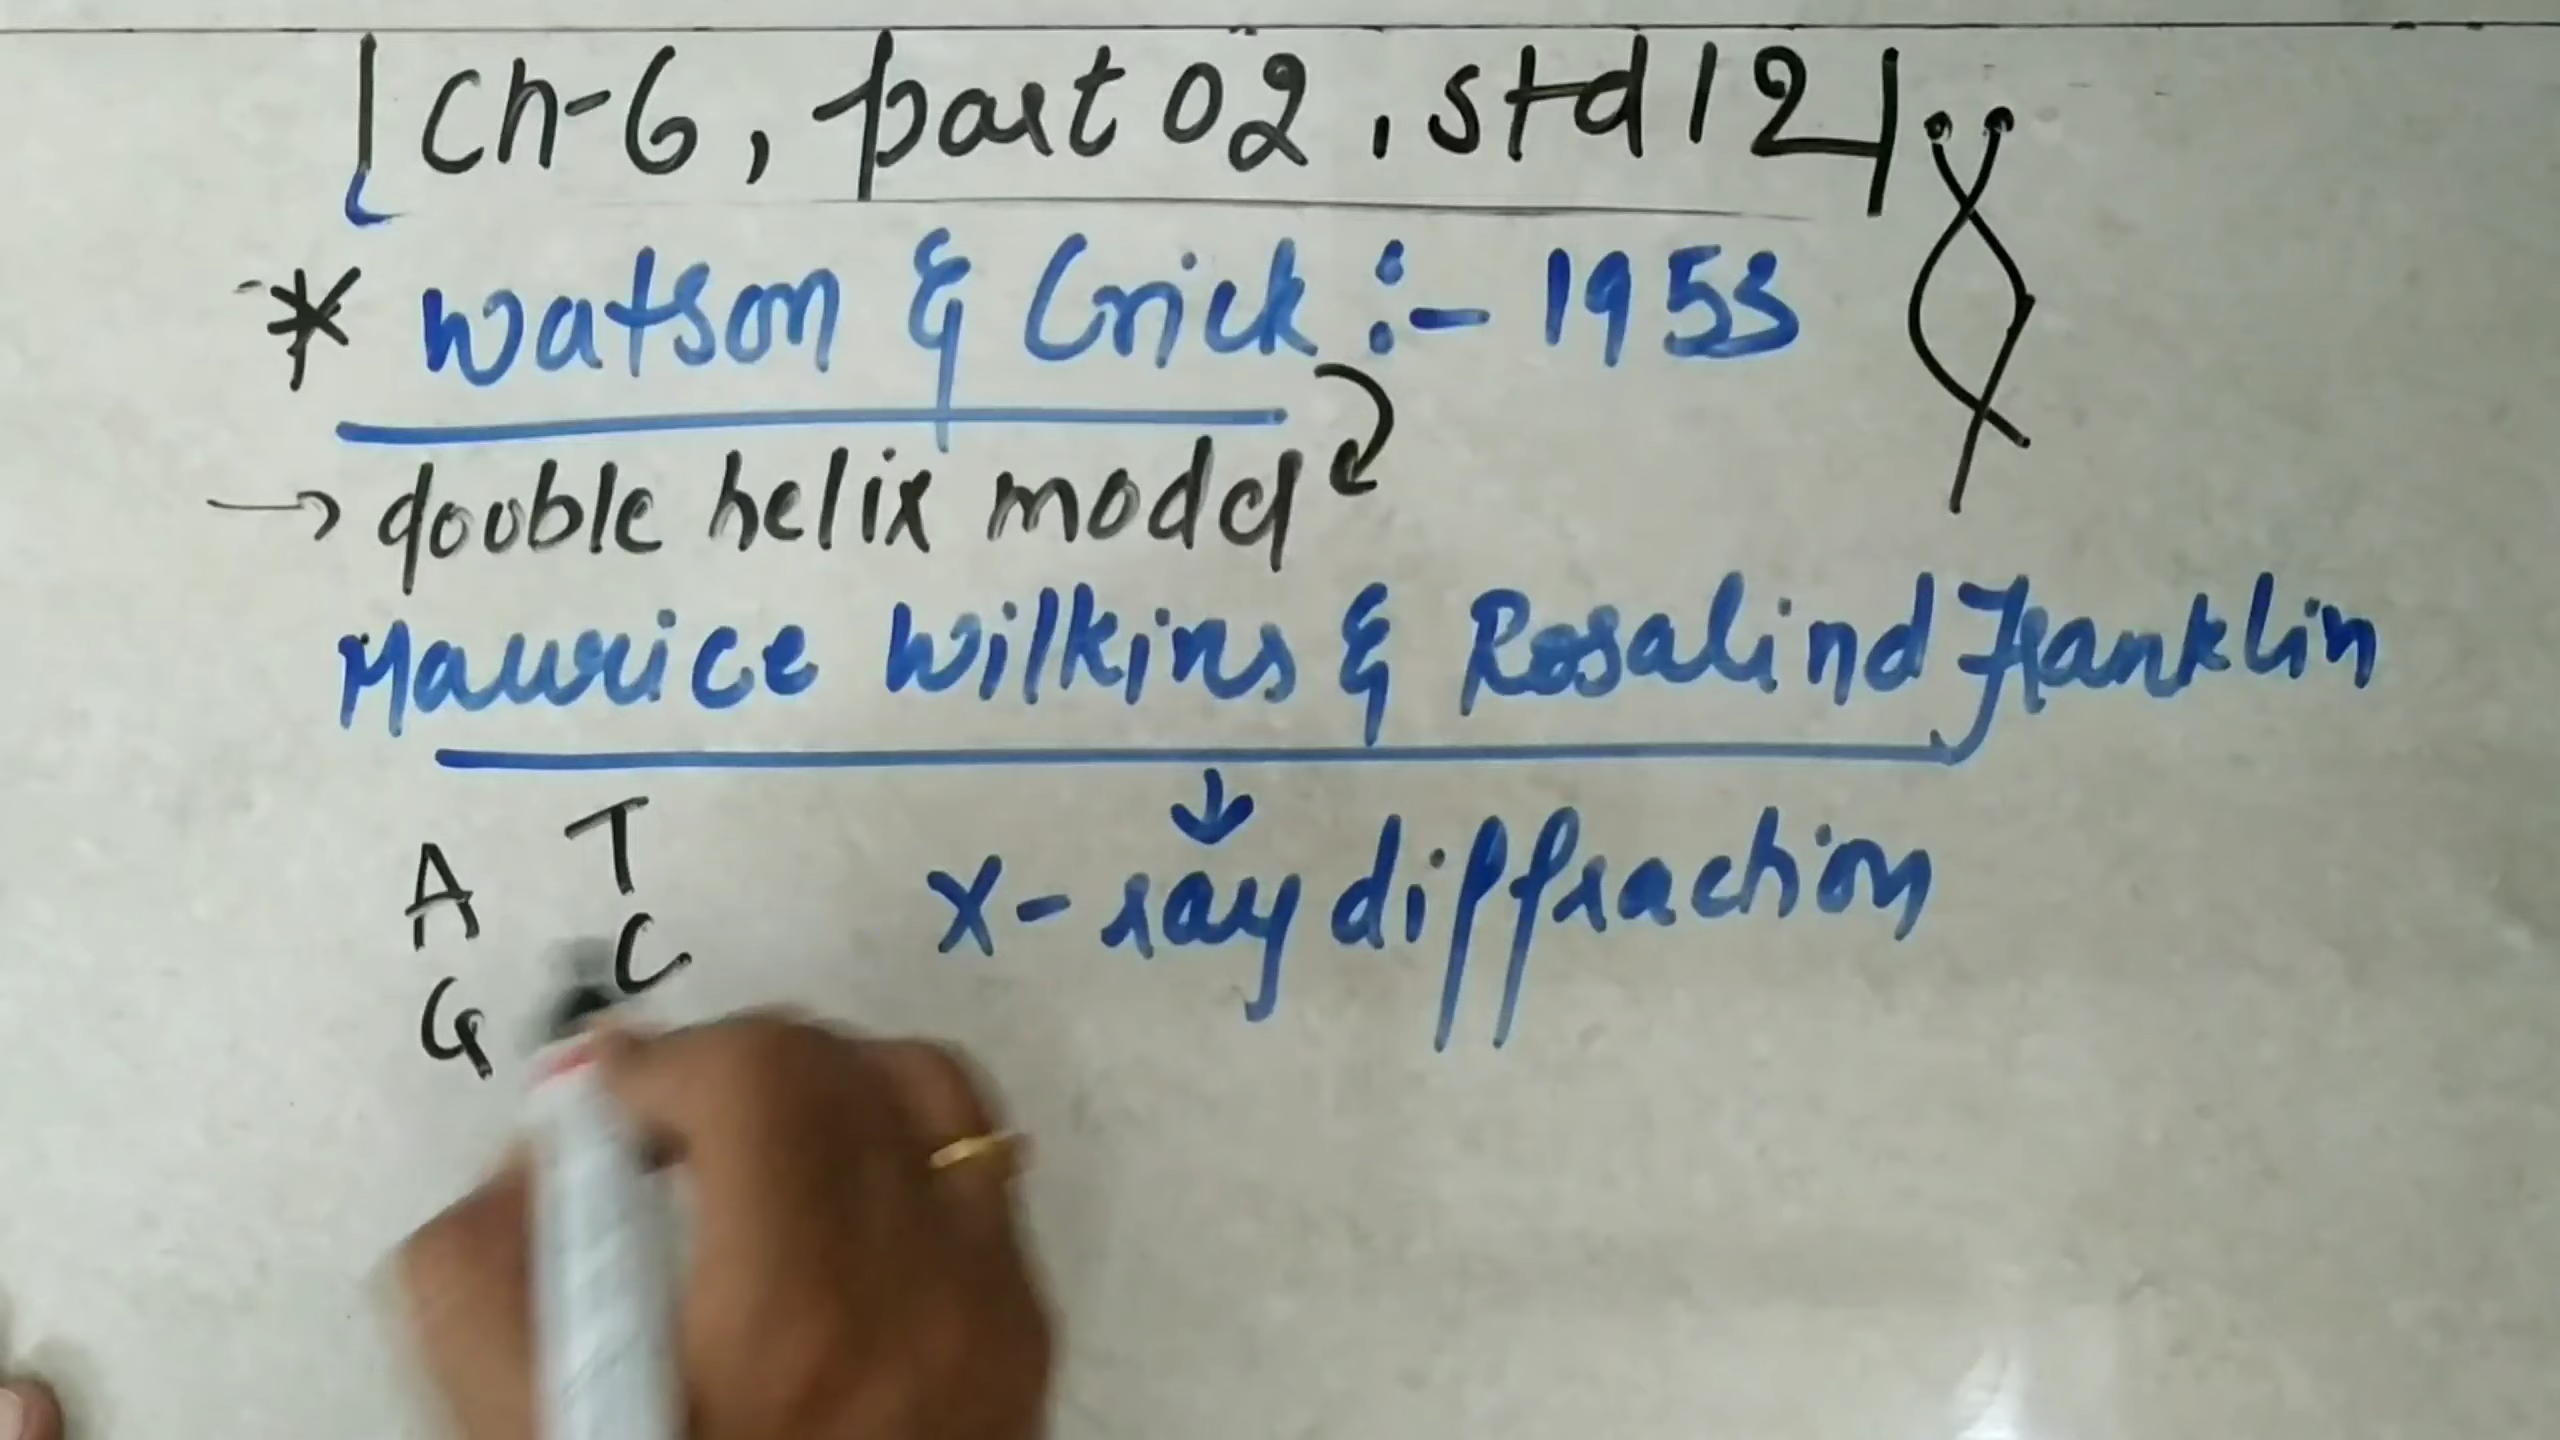 [Ch-6, part 02, std 12]
* Watson & Crick :- 1953
→ double helix model
Maurice Wilkins & Rosalind Franklin
↓
X-ray diffraction
A T
G C